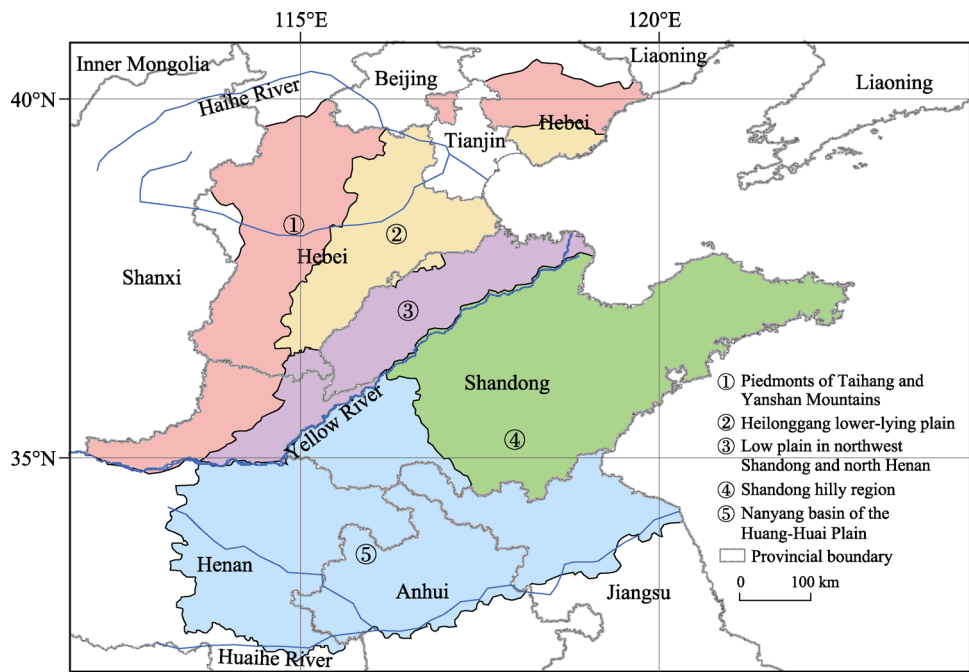 115°E
120°E
Inner Mongolia
Beijing
Liaoning
Liaoning
Haihe River
40°N
Hebei
Tianjin
①
②
Hebei
Shanxi
③
Shandong
Yellow River
④
35°N
⑤
Henan
Anhui
Jiangsu
Huaihe River
① Piedmonts of Taihang and
Yanshan Mountains
② Heilonggang lower-lying plain
③ Low plain in northwest
Shandong and north Henan
④ Shandong hilly region
⑤ Nanyang basin of the
Huang-Huai Plain
Provincial boundary
0 100 km